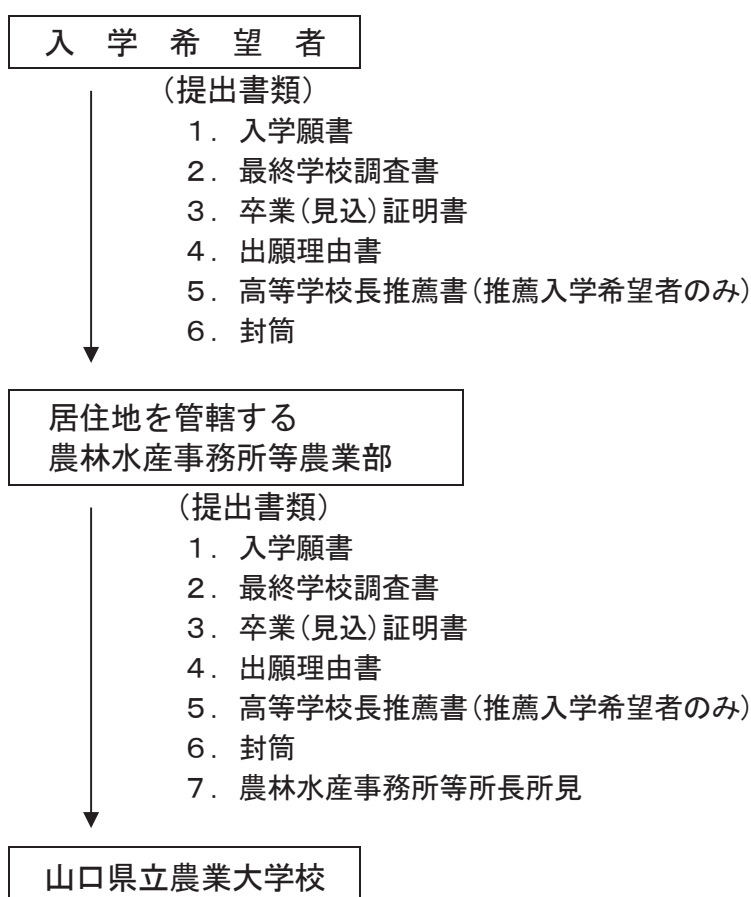 入学希望者
(提出書類)
1. 入学願書
2. 最終学校調査書
3. 卒業(見込)証明書
4. 出願理由書
5. 高等学校長推薦書(推薦入学希望者のみ)
6. 封筒
居住地を管轄する
農林水産事務所等農業部
(提出書類)
1. 入学願書
2. 最終学校調査書
3. 卒業(見込)証明書
4. 出願理由書
5. 高等学校長推薦書(推薦入学希望者のみ)
6. 封筒
7. 農林水産事務所等所長所見
山口県立農業大学校